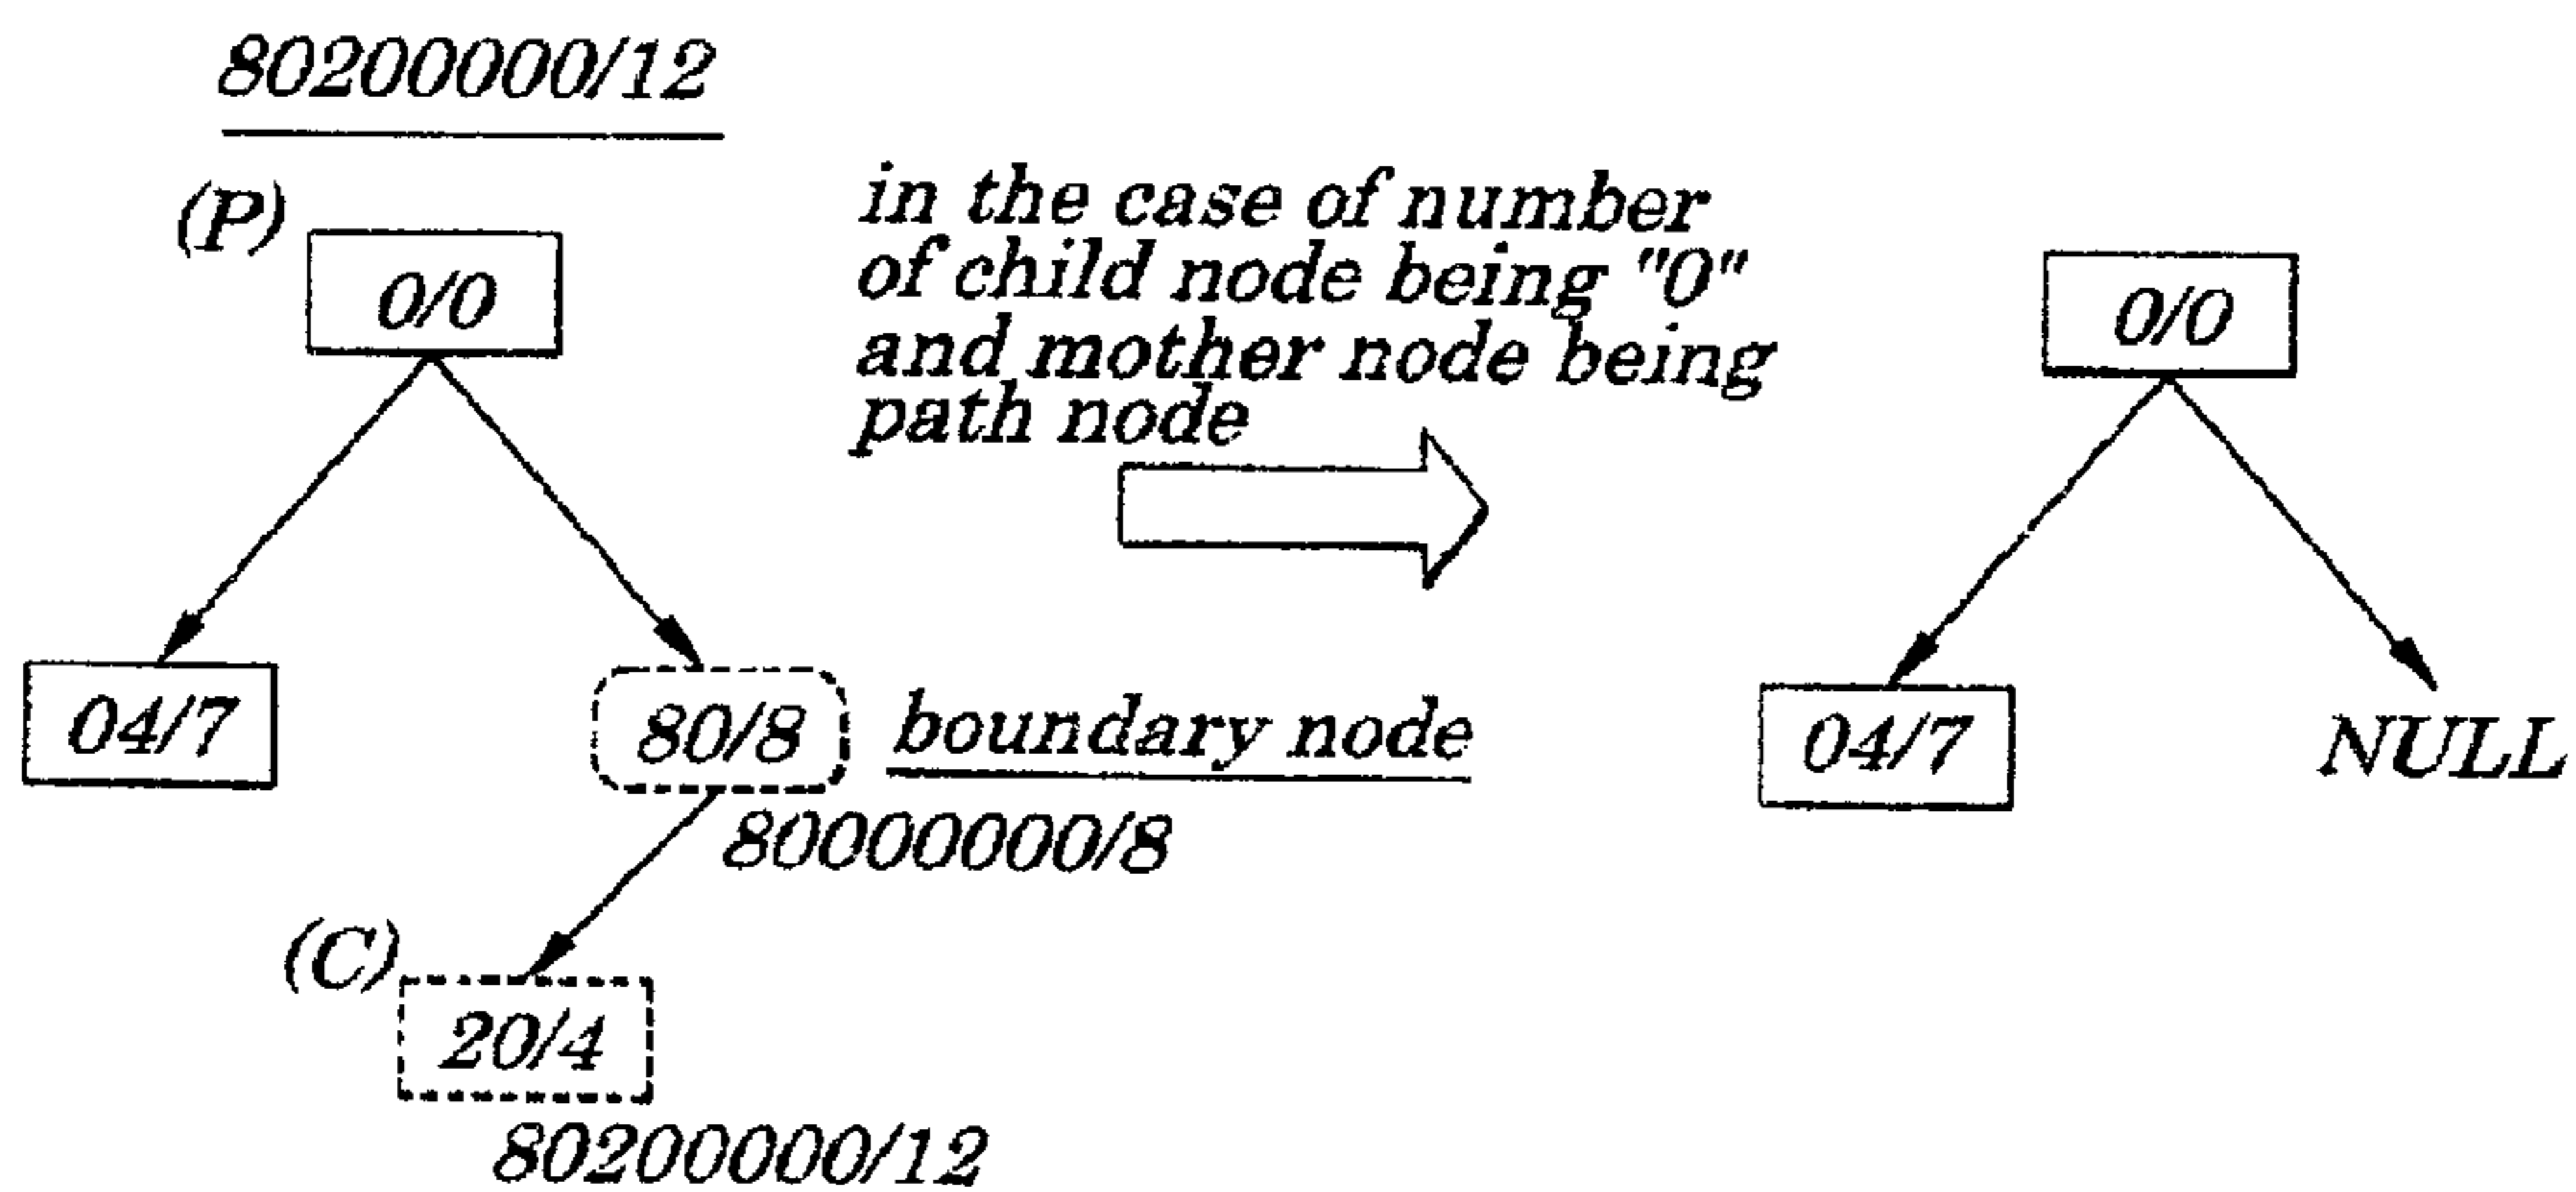 80200000/12
(P)
0/0
in the case of number
of child node being "0"
and mother node being
path node
0/0
04/7
80/8
boundary node
80000000/8
04/7
NULL
(C)
20/4
80200000/12